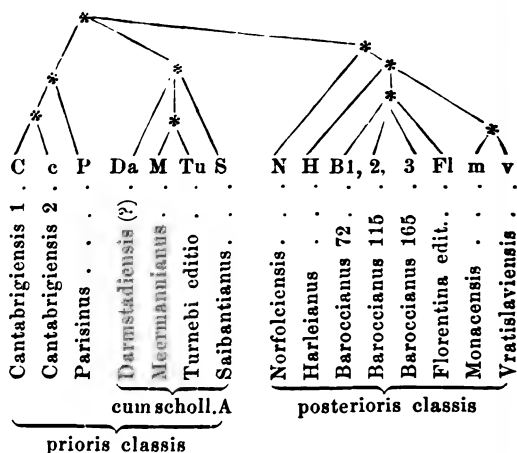 C c P Da M Tu S N H B1, 2, 3 Fl m v
Cantabrigiensis 1
Cantabrigiensis 2
Parisinus
Darmstadiensis (?)
Meermannianus
Turnebi editio
Saibantianus
Norfolciensis
Harleianus
Baroccianus 72
Baroccianus 115
Baroccianus 165
Florentina edit.
Monacensis
Vratislaviensis
cum scholl. A
prioris classis
posterioris classis